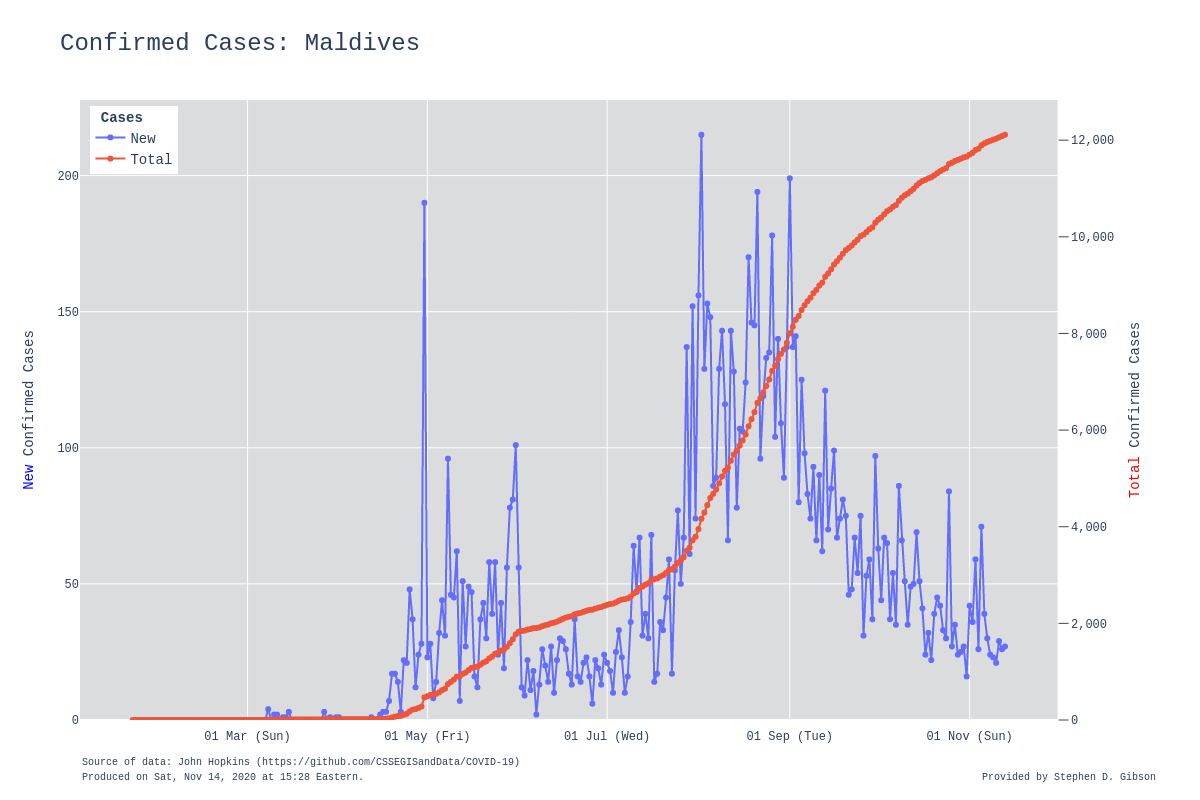 Confirmed Cases: Maldives
Cases
New
Total
200
150
100
50
0
New Confirmed Cases
12,000
10,000
8,000
6,000
4,000
2,000
0
Total Confirmed Cases
01 Mar (Sun)
01 May (Fri)
01 Jul (Wed)
01 Sep (Tue)
01 Nov (Sun)
Source of data: John Hopkins (https://github.com/CSSEGISandData/COVID-19)
Produced on Sat, Nov 14, 2020 at 15:28 Eastern.
Provided by Stephen D. Gibson